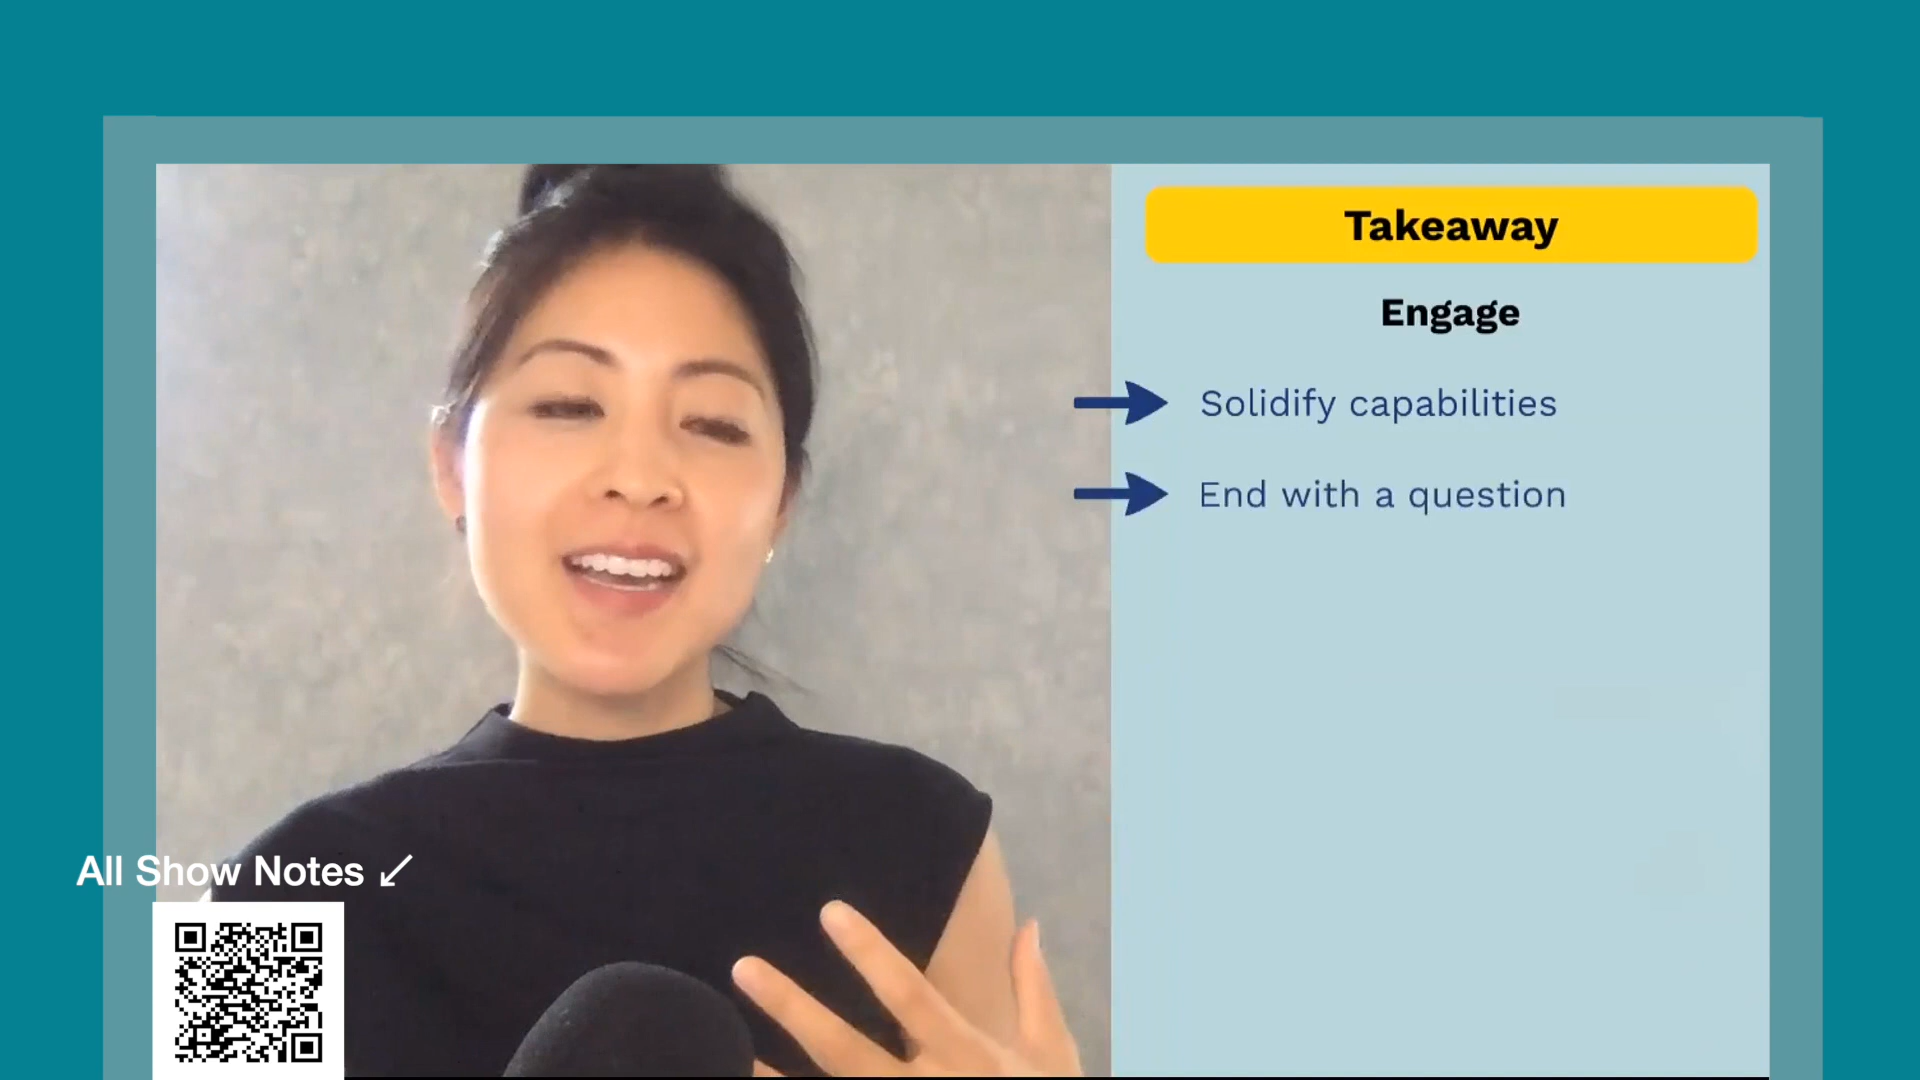 Takeaway
Engage
Solidify capabilities
End with a question
All Show Notes ↙